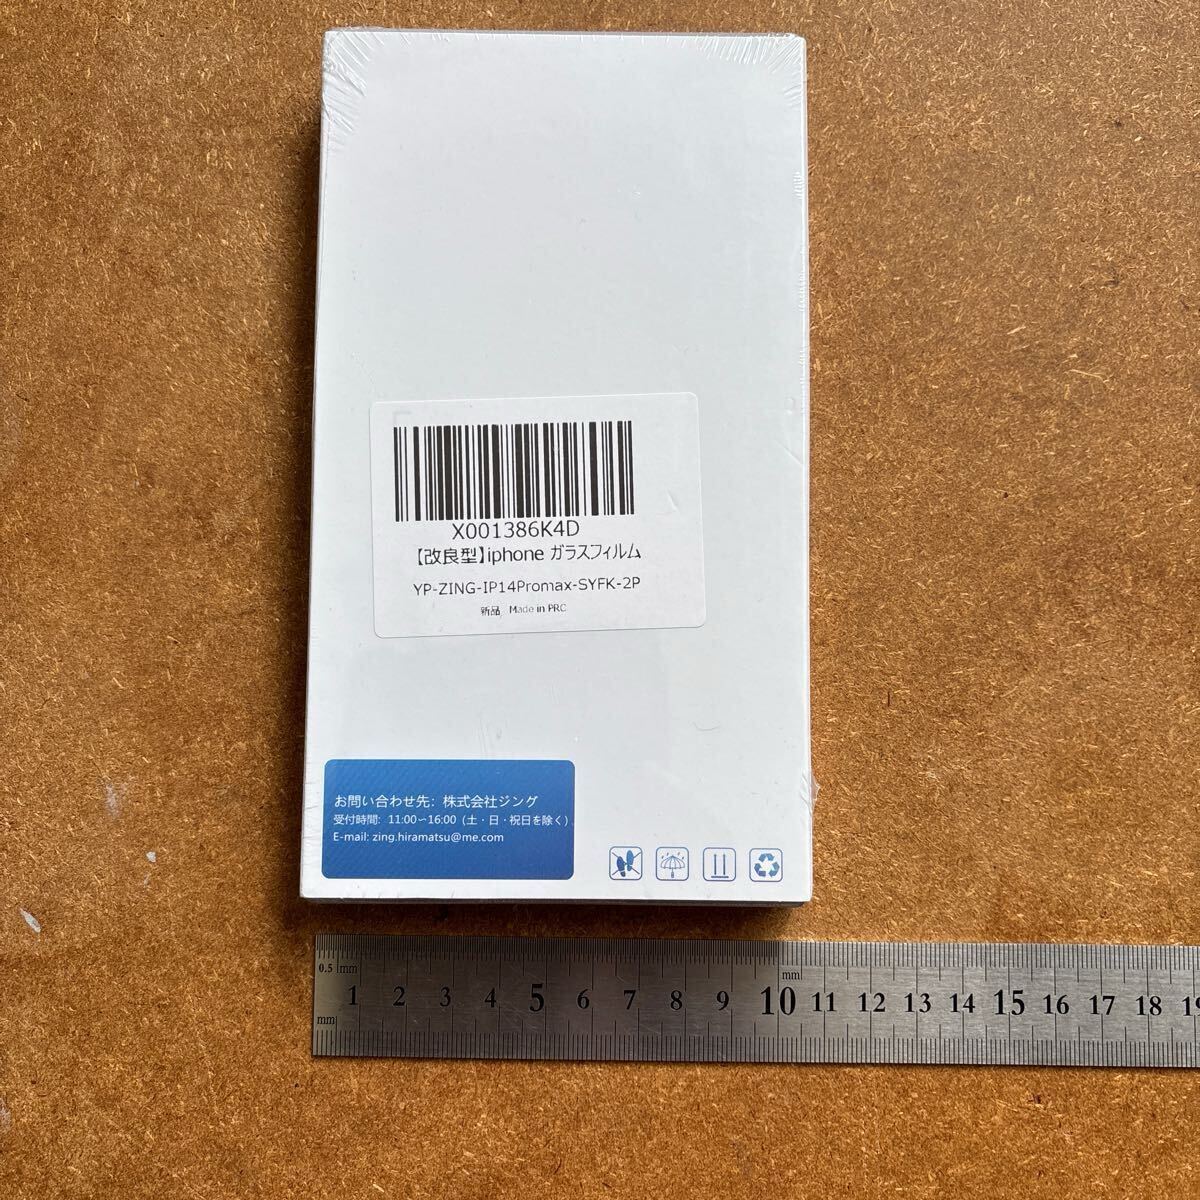 X001386K4D
【改良型】iphone ガラスフィルム
YP-ZING-IP14Promax-SYFK-2P
新品 Made in PRC
お問い合わせ先: 株式会社ジング
受付時間: 11:00~16:00 (土・日・祝日を除く)
E-mail: zing.hiramatsu@me.com
0.5 mm
mm
1 2 3 4 5 6 7 8 9 10 11 12 13 14 15 16 17 18 19
mm